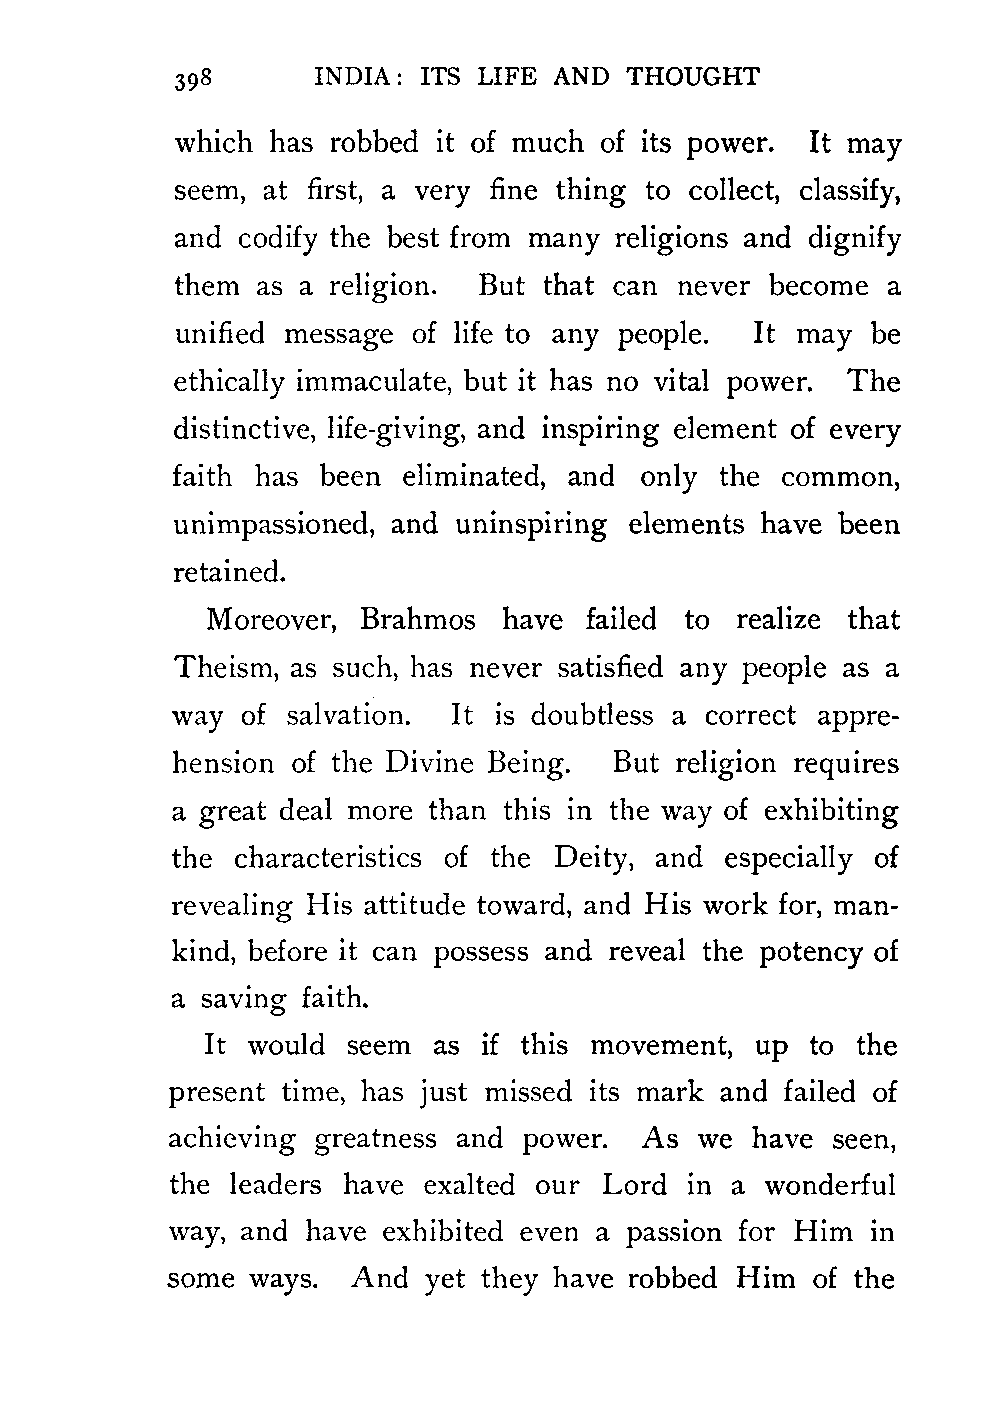 398 INDIA: ITS LIFE AND THOUGHT
which has robbed it of much of its power. It may
seem, at first, a very fine thing to collect, classify,
and codify the best from many religions and dignify
them as a religion. But that can never become a
unified message of life to any people. It may be
ethically immaculate, but it has no vital power. The
distinctive, life-giving, and inspiring element of every
faith has been eliminated, and only the common,
unimpassioned, and uninspiring elements have been
retained.
Moreover, Brahmos have failed to realize that
Theism, as such, has never satisfied any people as a
way of salvation. It is doubtless a correct appre-
hension of the Divine Being. But religion requires
a great deal more than this in the way of exhibiting
the characteristics of the Deity, and especially of
revealing His attitude toward, and His work for, man-
kind, before it can possess and reveal the potency of
a saving faith.
It would seem as if this movement, up to the
present time, has just missed its mark and failed of
achieving greatness and power. As we have seen,
the leaders have exalted our Lord in a wonderful
way, and have exhibited even a passion for Him in
some ways. And yet they have robbed Him of the